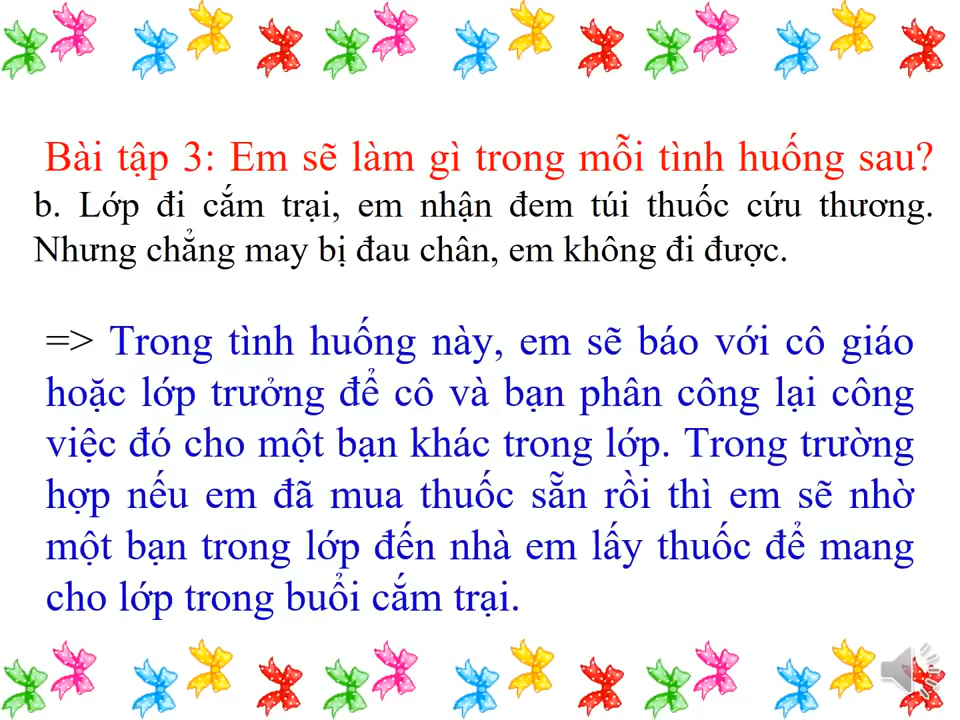 Bài tập 3: Em sẽ làm gì trong mỗi tình huống sau?
b. Lớp đi cắm trại, em nhận đem túi thuốc cứu thương.
Nhưng chẳng may bị đau chân, em không đi được.
=> Trong tình huống này, em sẽ báo với cô giáo
hoặc lớp trưởng để cô và bạn phân công lại công
việc đó cho một bạn khác trong lớp. Trong trường
hợp nếu em đã mua thuốc sẵn rồi thì em sẽ nhờ
một bạn trong lớp đến nhà em lấy thuốc để mang
cho lớp trong buổi cắm trại.